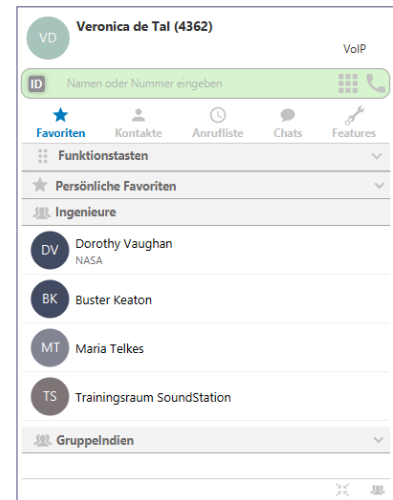 VD
Veronica de Tal (4362)
VoIP
ID Namen oder Nummer eingeben
Favoriten Kontakte Anrufliste Chats Features
Funktionstasten
Persönliche Favoriten
Ingenieure
DV Dorothy Vaughan
NASA
BK Buster Keaton
MT Maria Telkes
TS Trainingsraum SoundStation
GruppeIndien